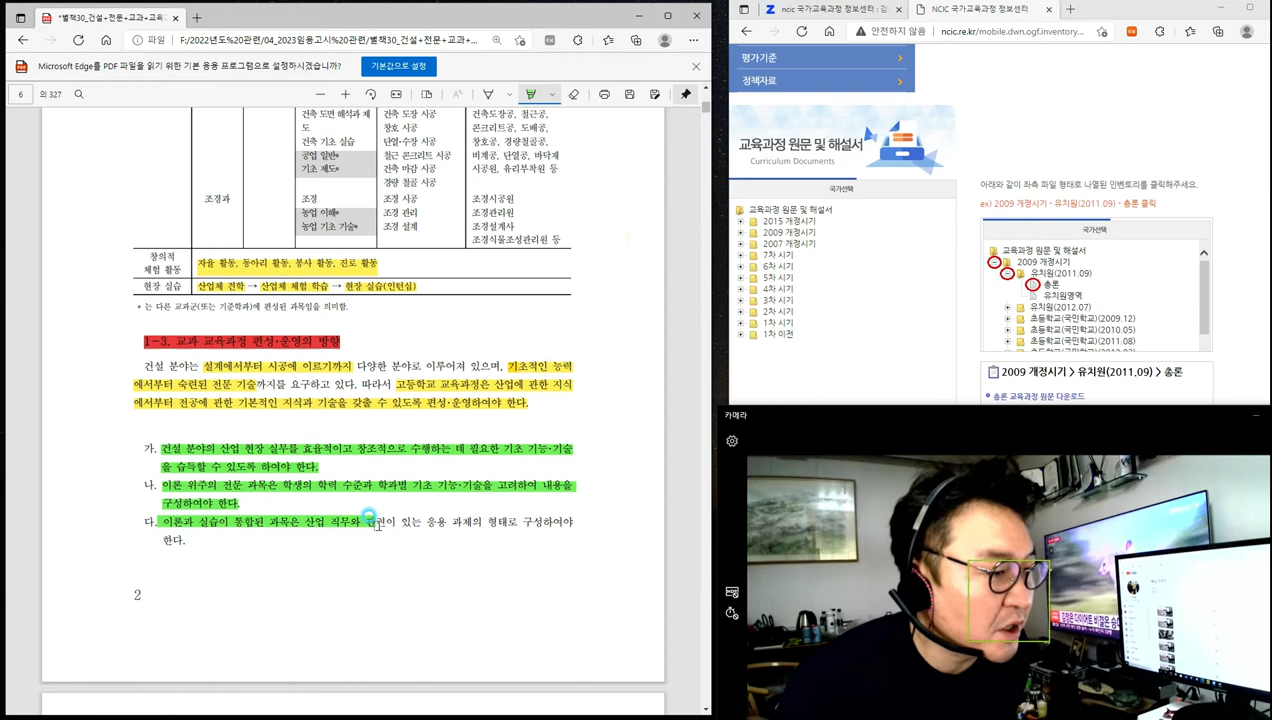 *별책30_건설+전문+교과+교육
파일
F:/2022년도%20관련/04_2023임용고시%20관련/별책30_건설+전문+교과+
Microsoft Edge를 PDF 파일을 읽기 위한 기본 응용 프로그램으로 설정하시겠습니까?
기본값으로 설정
6 의 327
건축 도면 해석과 제도
건축 기초 실습
공업 일반*
기초 제도*
건축 도장 시공
창호 시공
단열·수장 시공
철근 콘크리트 시공
건축 마감 시공
경량 철골 시공
건축도장공, 철근공,
콘크리트공, 도배공,
창호공, 경량철골공,
비계공, 단열공, 바닥재
시공원, 유리부착원 등
조경과
조경
농업 이해*
농업 기초 기술*
조경 시공
조경 관리
조경 설계
조경시공원
조경관리원
조경설계사
조경식물조성관리원 등
창의적
체험 활동
자율 활동, 동아리 활동, 봉사 활동, 진로 활동
현장 실습
산업체 견학 → 산업체 체험 학습 → 현장 실습(인턴십)
* 는 다른 교과군(또는 기준학과)에 편성된 과목임을 의미함.
1-3. 교과 교육과정 편성·운영의 방향
건설 분야는 설계에서부터 시공에 이르기까지 다양한 분야로 이루어져 있으며, 기초적인 능력
에서부터 숙련된 전문 기술까지를 요구하고 있다. 따라서 고등학교 교육과정은 산업에 관한 지식
에서부터 전공에 관한 기본적인 지식과 기술을 갖출 수 있도록 편성·운영하여야 한다.
가. 건설 분야의 산업 현장 실무를 효율적이고 창조적으로 수행하는 데 필요한 기초 기능·기술
을 습득할 수 있도록 하여야 한다.
나. 이론 위주의 전문 과목은 학생의 학력 수준과 학과별 기초 기능·기술을 고려하여 내용을
구성하여야 한다.
다. 이론과 실습이 통합된 과목은 산업 직무와 관련이 있는 응용 과제의 형태로 구성하여야
한다.
2
ncic 국가교육과정 정보센터 : 김
NCIC 국가교육과정 정보센터
안전하지 않음
ncic.re.kr/mobile.dwn.ogf.inventory...
평가기준
정책자료
교육과정 원문 및 해설서
Curriculum Documents
국가선택
교육과정 원문 및 해설서
2015 개정시기
2009 개정시기
2007 개정시기
7차 시기
6차 시기
5차 시기
4차 시기
3차 시기
2차 시기
1차 시기
1차 이전
아래와 같이 좌측 파일 형태로 나열된 인벤토리를 클릭해주세요.
ex) 2009 개정시기 - 유치원(2011.09) - 총론 클릭
국가선택
교육과정 원문 및 해설서
2009 개정시기
유치원(2011.09)
총론
유치원영역
유치원(2012.07)
초등학교(국민학교)(2009.12)
초등학교(국민학교)(2010.05)
초등학교(국민학교)(2011.08)
2009 개정시기 > 유치원(2011.09) > 총론
총론 교육과정 원문 다운로드
카메라